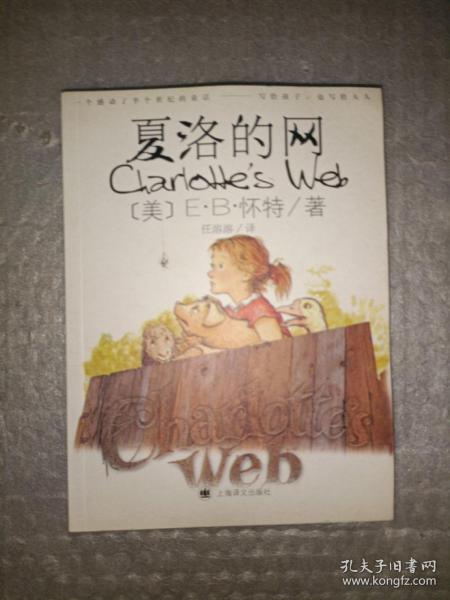 一个感动了半个世纪的童话 —— 写给孩子，也写给大人
夏洛的网
Charlotte's Web
〔美〕E·B·怀特/著
任溶溶/译
Charlotte's
Web
上海译文出版社
孔夫子旧书网
www.kongfz.com